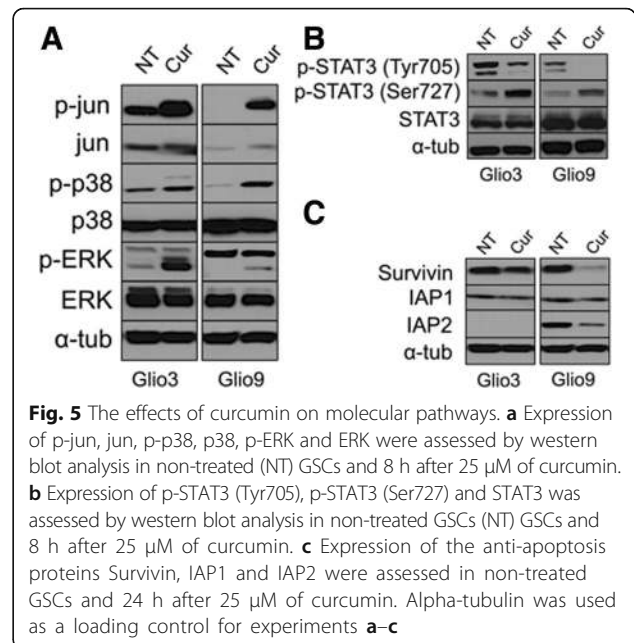 A
NT Cur NT Cur
p-jun
jun
p-p38
p38
p-ERK
ERK
α-tub
Glio3 Glio9
B
NT Cur NT Cur
p-STAT3 (Tyr705)
p-STAT3 (Ser727)
STAT3
α-tub
Glio3 Glio9
C
NT Cur NT Cur
Survivin
IAP1
IAP2
α-tub
Glio3 Glio9
Fig. 5 The effects of curcumin on molecular pathways. a Expression
of p-jun, jun, p-p38, p38, p-ERK and ERK were assessed by western
blot analysis in non-treated (NT) GSCs and 8 h after 25 μM of curcumin.
b Expression of p-STAT3 (Tyr705), p-STAT3 (Ser727) and STAT3 was
assessed by western blot analysis in non-treated GSCs (NT) GSCs and
8 h after 25 μM of curcumin. c Expression of the anti-apoptosis
proteins Survivin, IAP1 and IAP2 were assessed in non-treated
GSCs and 24 h after 25 μM of curcumin. Alpha-tubulin was used
as a loading control for experiments a–c